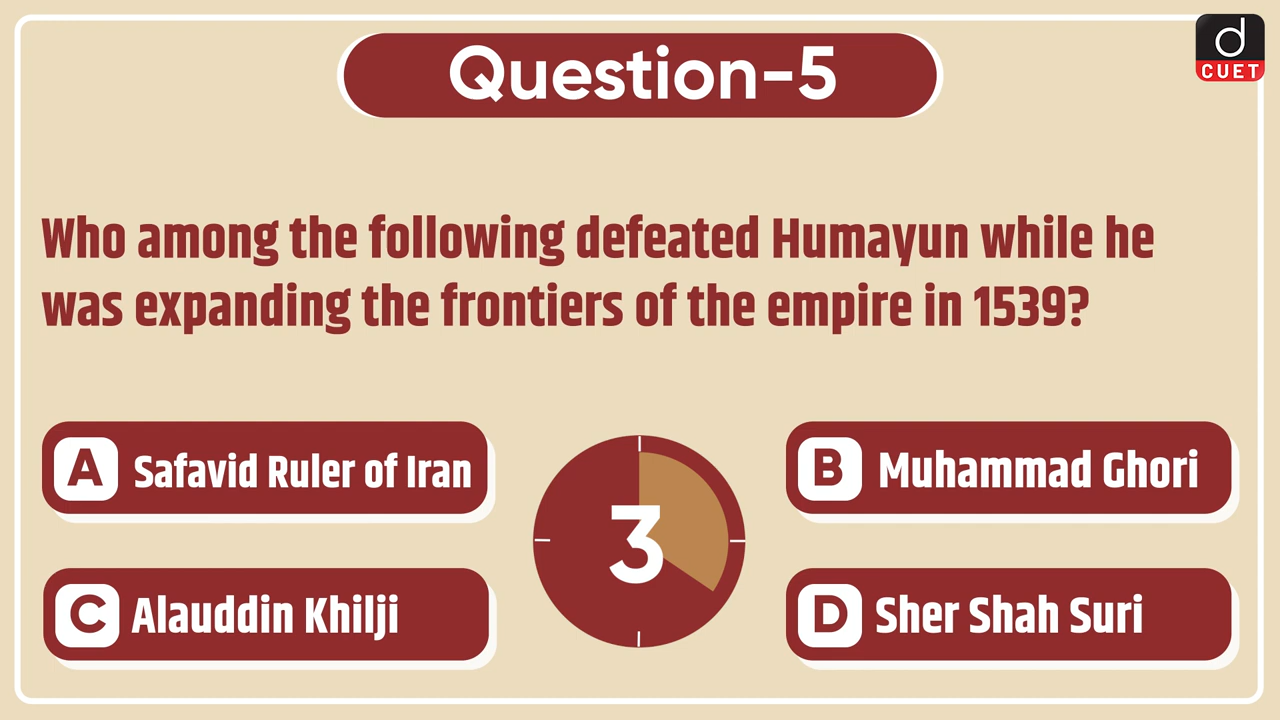 d
CUET
Question-5
Who among the following defeated Humayun while he
was expanding the frontiers of the empire in 1539?
A Safavid Ruler of Iran
B Muhammad Ghori
3
C Alauddin Khilji
D Sher Shah Suri